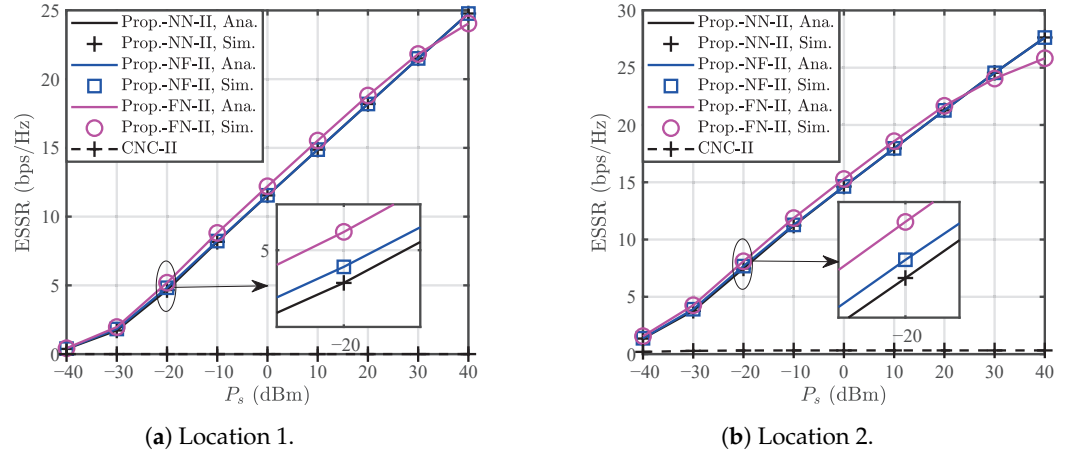 25
20
15
10
5
0
ESSR (bps/Hz)
Prop.-NN-II, Ana.
Prop.-NN-II, Sim.
Prop.-NF-II, Ana.
Prop.-NF-II, Sim.
Prop.-FN-II, Ana.
Prop.-FN-II, Sim.
CNC-II
5
−20
−40 −30 −20 −10 0 10 20 30 40
P_s (dBm)
(a) Location 1.
30
25
20
15
10
5
0
ESSR (bps/Hz)
Prop.-NN-II, Ana.
Prop.-NN-II, Sim.
Prop.-NF-II, Ana.
Prop.-NF-II, Sim.
Prop.-FN-II, Ana.
Prop.-FN-II, Sim.
CNC-II
−20
−40 −30 −20 −10 0 10 20 30 40
P_s (dBm)
(b) Location 2.